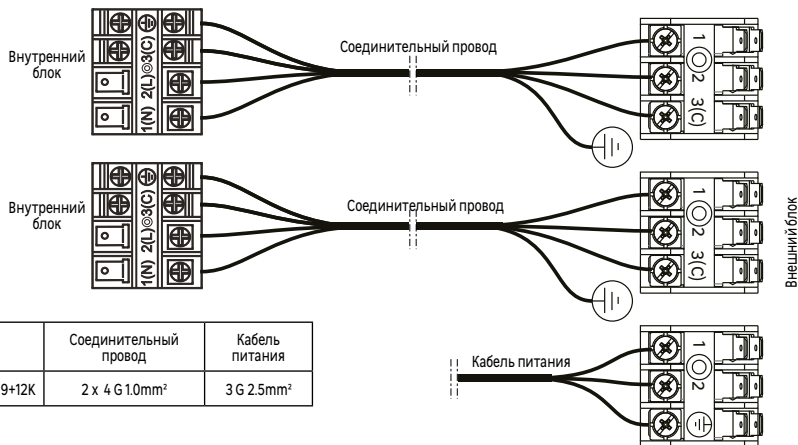 Внутренний
блок
3(C)
2(L)
1(N)
Соединительный провод
1
2
3(C)
Внутренний
блок
3(C)
2(L)
1(N)
Соединительный провод
1
2
3(C)
Внешний блок
Соединительный
провод
Кабель
питания
9+12K
2 x 4 G 1.0mm²
3 G 2.5mm²
Кабель питания
1
2